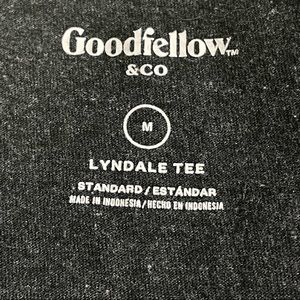 Goodfellow™
&CO
M
LYNDALE TEE
STANDARD/ESTÁNDAR
MADE IN INDONESIA/HECHO EN INDONESIA